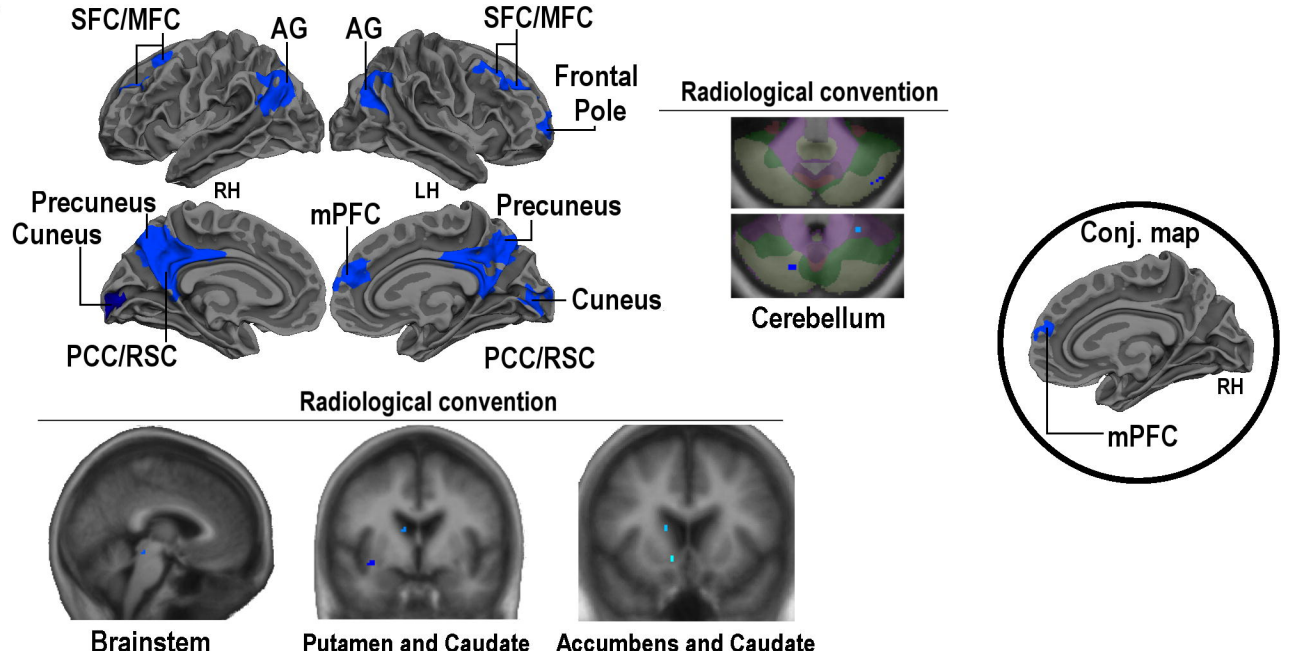 SFC/MFC
AG
AG
SFC/MFC
Frontal
Pole
RH
LH
Precuneus
Cuneus
mPFC
Precuneus
Cuneus
PCC/RSC
PCC/RSC
Radiological convention
Cerebellum
Conj. map
RH
mPFC
Radiological convention
Brainstem
Putamen and Caudate
Accumbens and Caudate